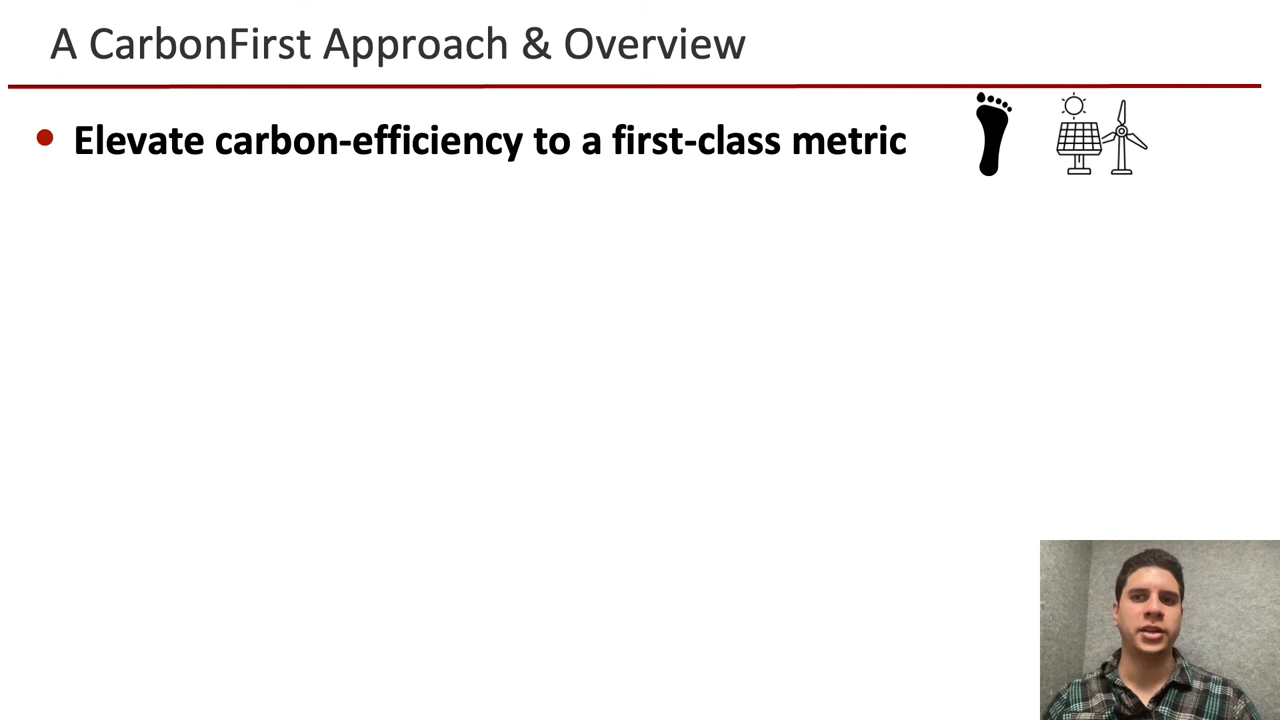 A CarbonFirst Approach & Overview
Elevate carbon-efficiency to a first-class metric